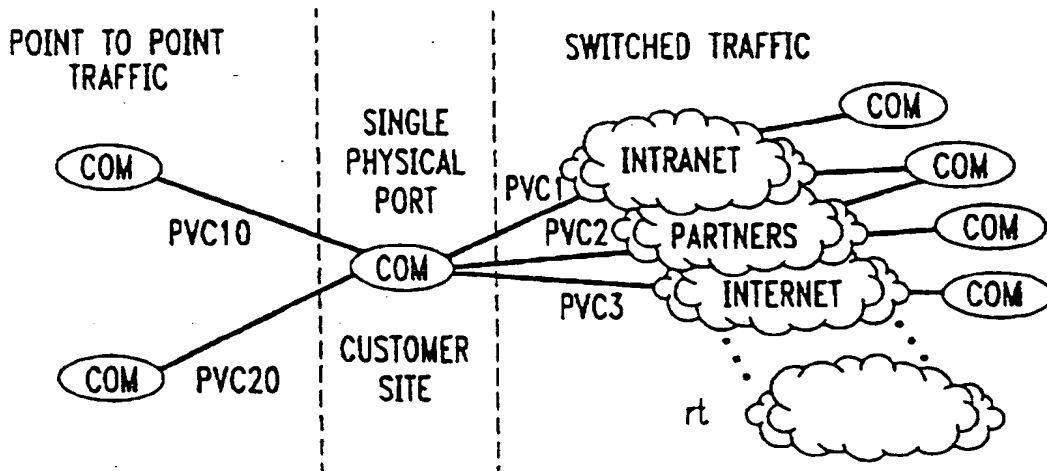 POINT TO POINT
TRAFFIC
SWITCHED TRAFFIC
SINGLE
PHYSICAL
PORT
CUSTOMER
SITE
COM
COM
COM
PVC10
PVC20
PVC1
PVC2
PVC3
INTRANET
PARTNERS
INTERNET
COM
COM
COM
COM
rt